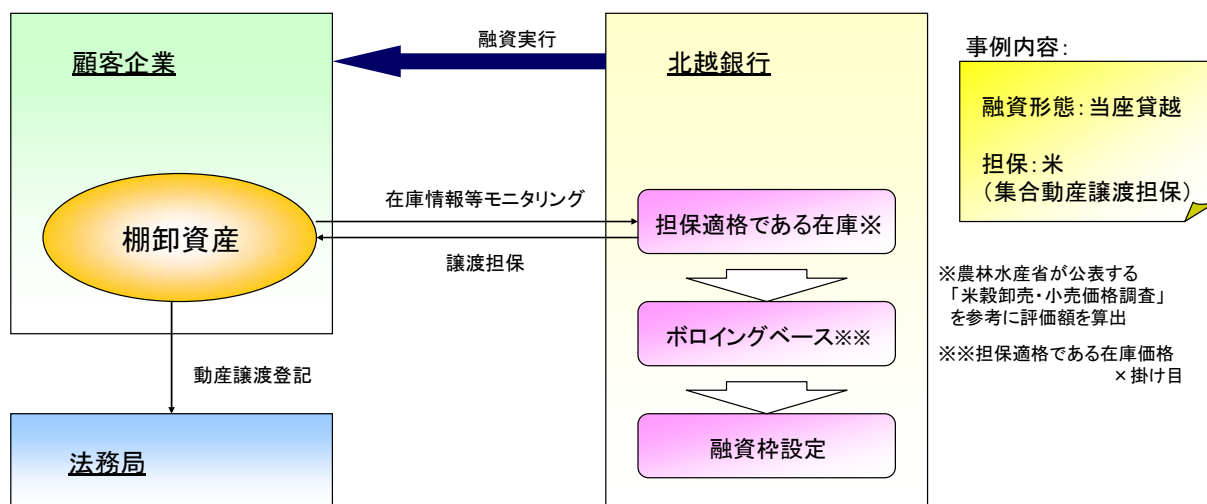 顧客企業
融資実行
北越銀行
事例内容:
融資形態:当座貸越
担保:米
(集合動産譲渡担保)
棚卸資産
在庫情報等モニタリング
譲渡担保
担保適格である在庫※
ボロイングベース※※
融資枠設定
※農林水産省が公表する
「米穀卸売・小売価格調査」
を参考に評価額を算出
※※担保適格である在庫価格
×掛け目
動産譲渡登記
法務局